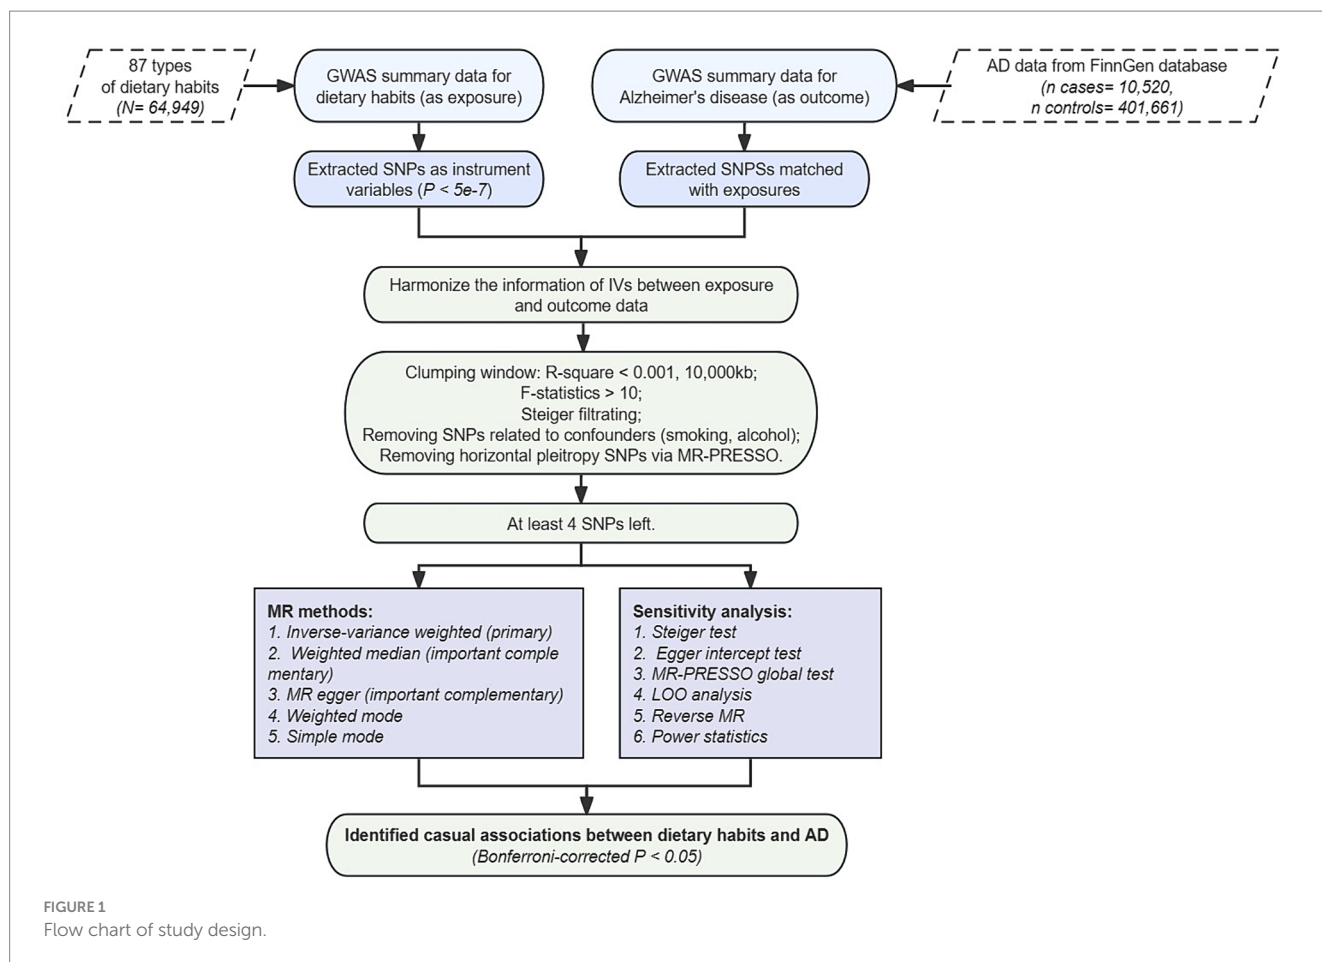 87 types
of dietary habits
(N= 64,949)
GWAS summary data for
dietary habits (as exposure)
GWAS summary data for
Alzheimer's disease (as outcome)
AD data from FinnGen database
(n cases= 10,520,
n controls= 401,661)
Extracted SNPs as instrument
variables (P < 5e-7)
Extracted SNPSs matched
with exposures
Harmonize the information of IVs between exposure
and outcome data
Clumping window: R-square < 0.001, 10,000kb;
F-statistics > 10;
Steiger filtrating;
Removing SNPs related to confounders (smoking, alcohol);
Removing horizontal pleitropy SNPs via MR-PRESSO.
At least 4 SNPs left.
MR methods:
1. Inverse-variance weighted (primary)
2. Weighted median (important comple
mentary)
3. MR egger (important complementary)
4. Weighted mode
5. Simple mode
Sensitivity analysis:
1. Steiger test
2. Egger intercept test
3. MR-PRESSO global test
4. LOO analysis
5. Reverse MR
6. Power statistics
Identified casual associations between dietary habits and AD
(Bonferroni-corrected P < 0.05)
FIGURE 1
Flow chart of study design.